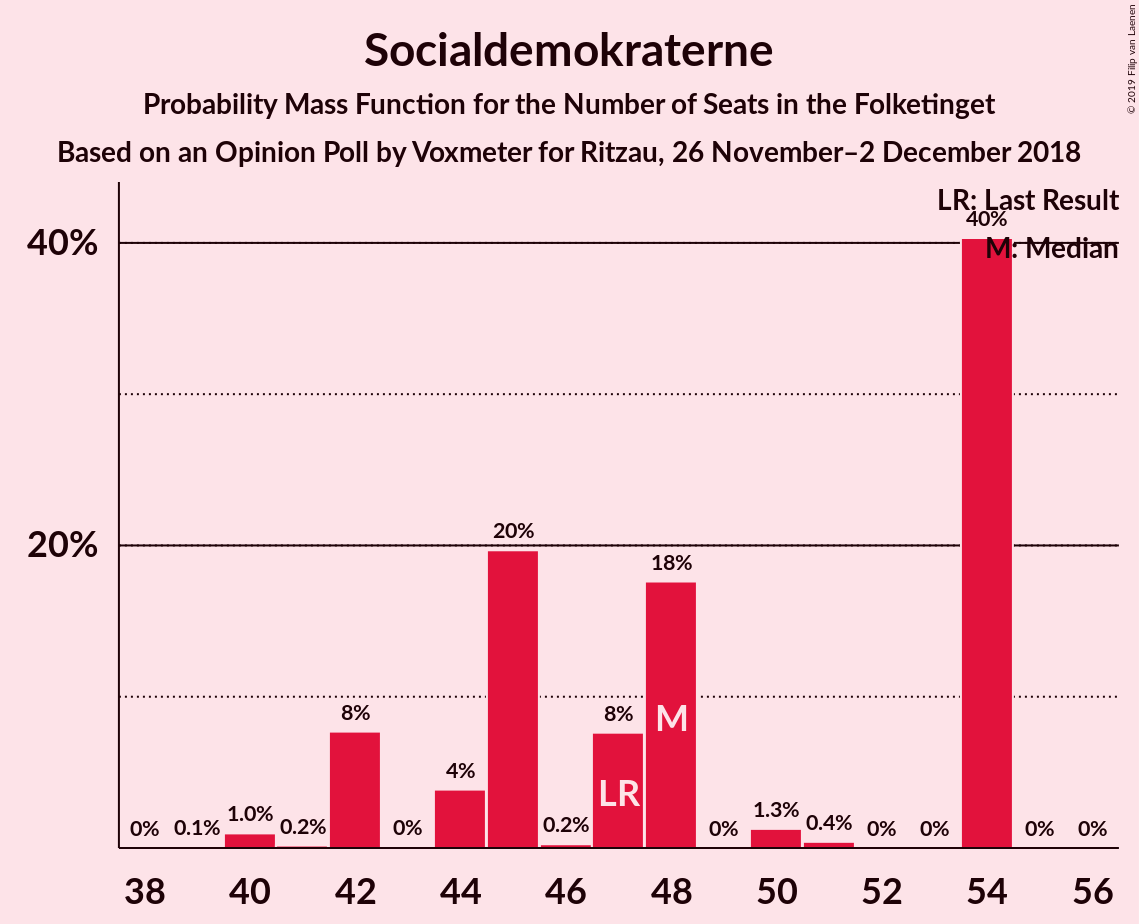 Socialdemokraterne
Probability Mass Function for the Number of Seats in the Folketinget
Based on an Opinion Poll by Voxmeter for Ritzau, 26 November–2 December 2018
© 2019 Filip van Laenen
LR: Last Result
M: Median
40%
20%
0%
0.1%
1.0%
0.2%
8%
0%
4%
20%
0.2%
8%
18%
0%
1.3%
0.4%
0%
0%
40%
0%
0%
LR
M
38 40 42 44 46 48 50 52 54 56